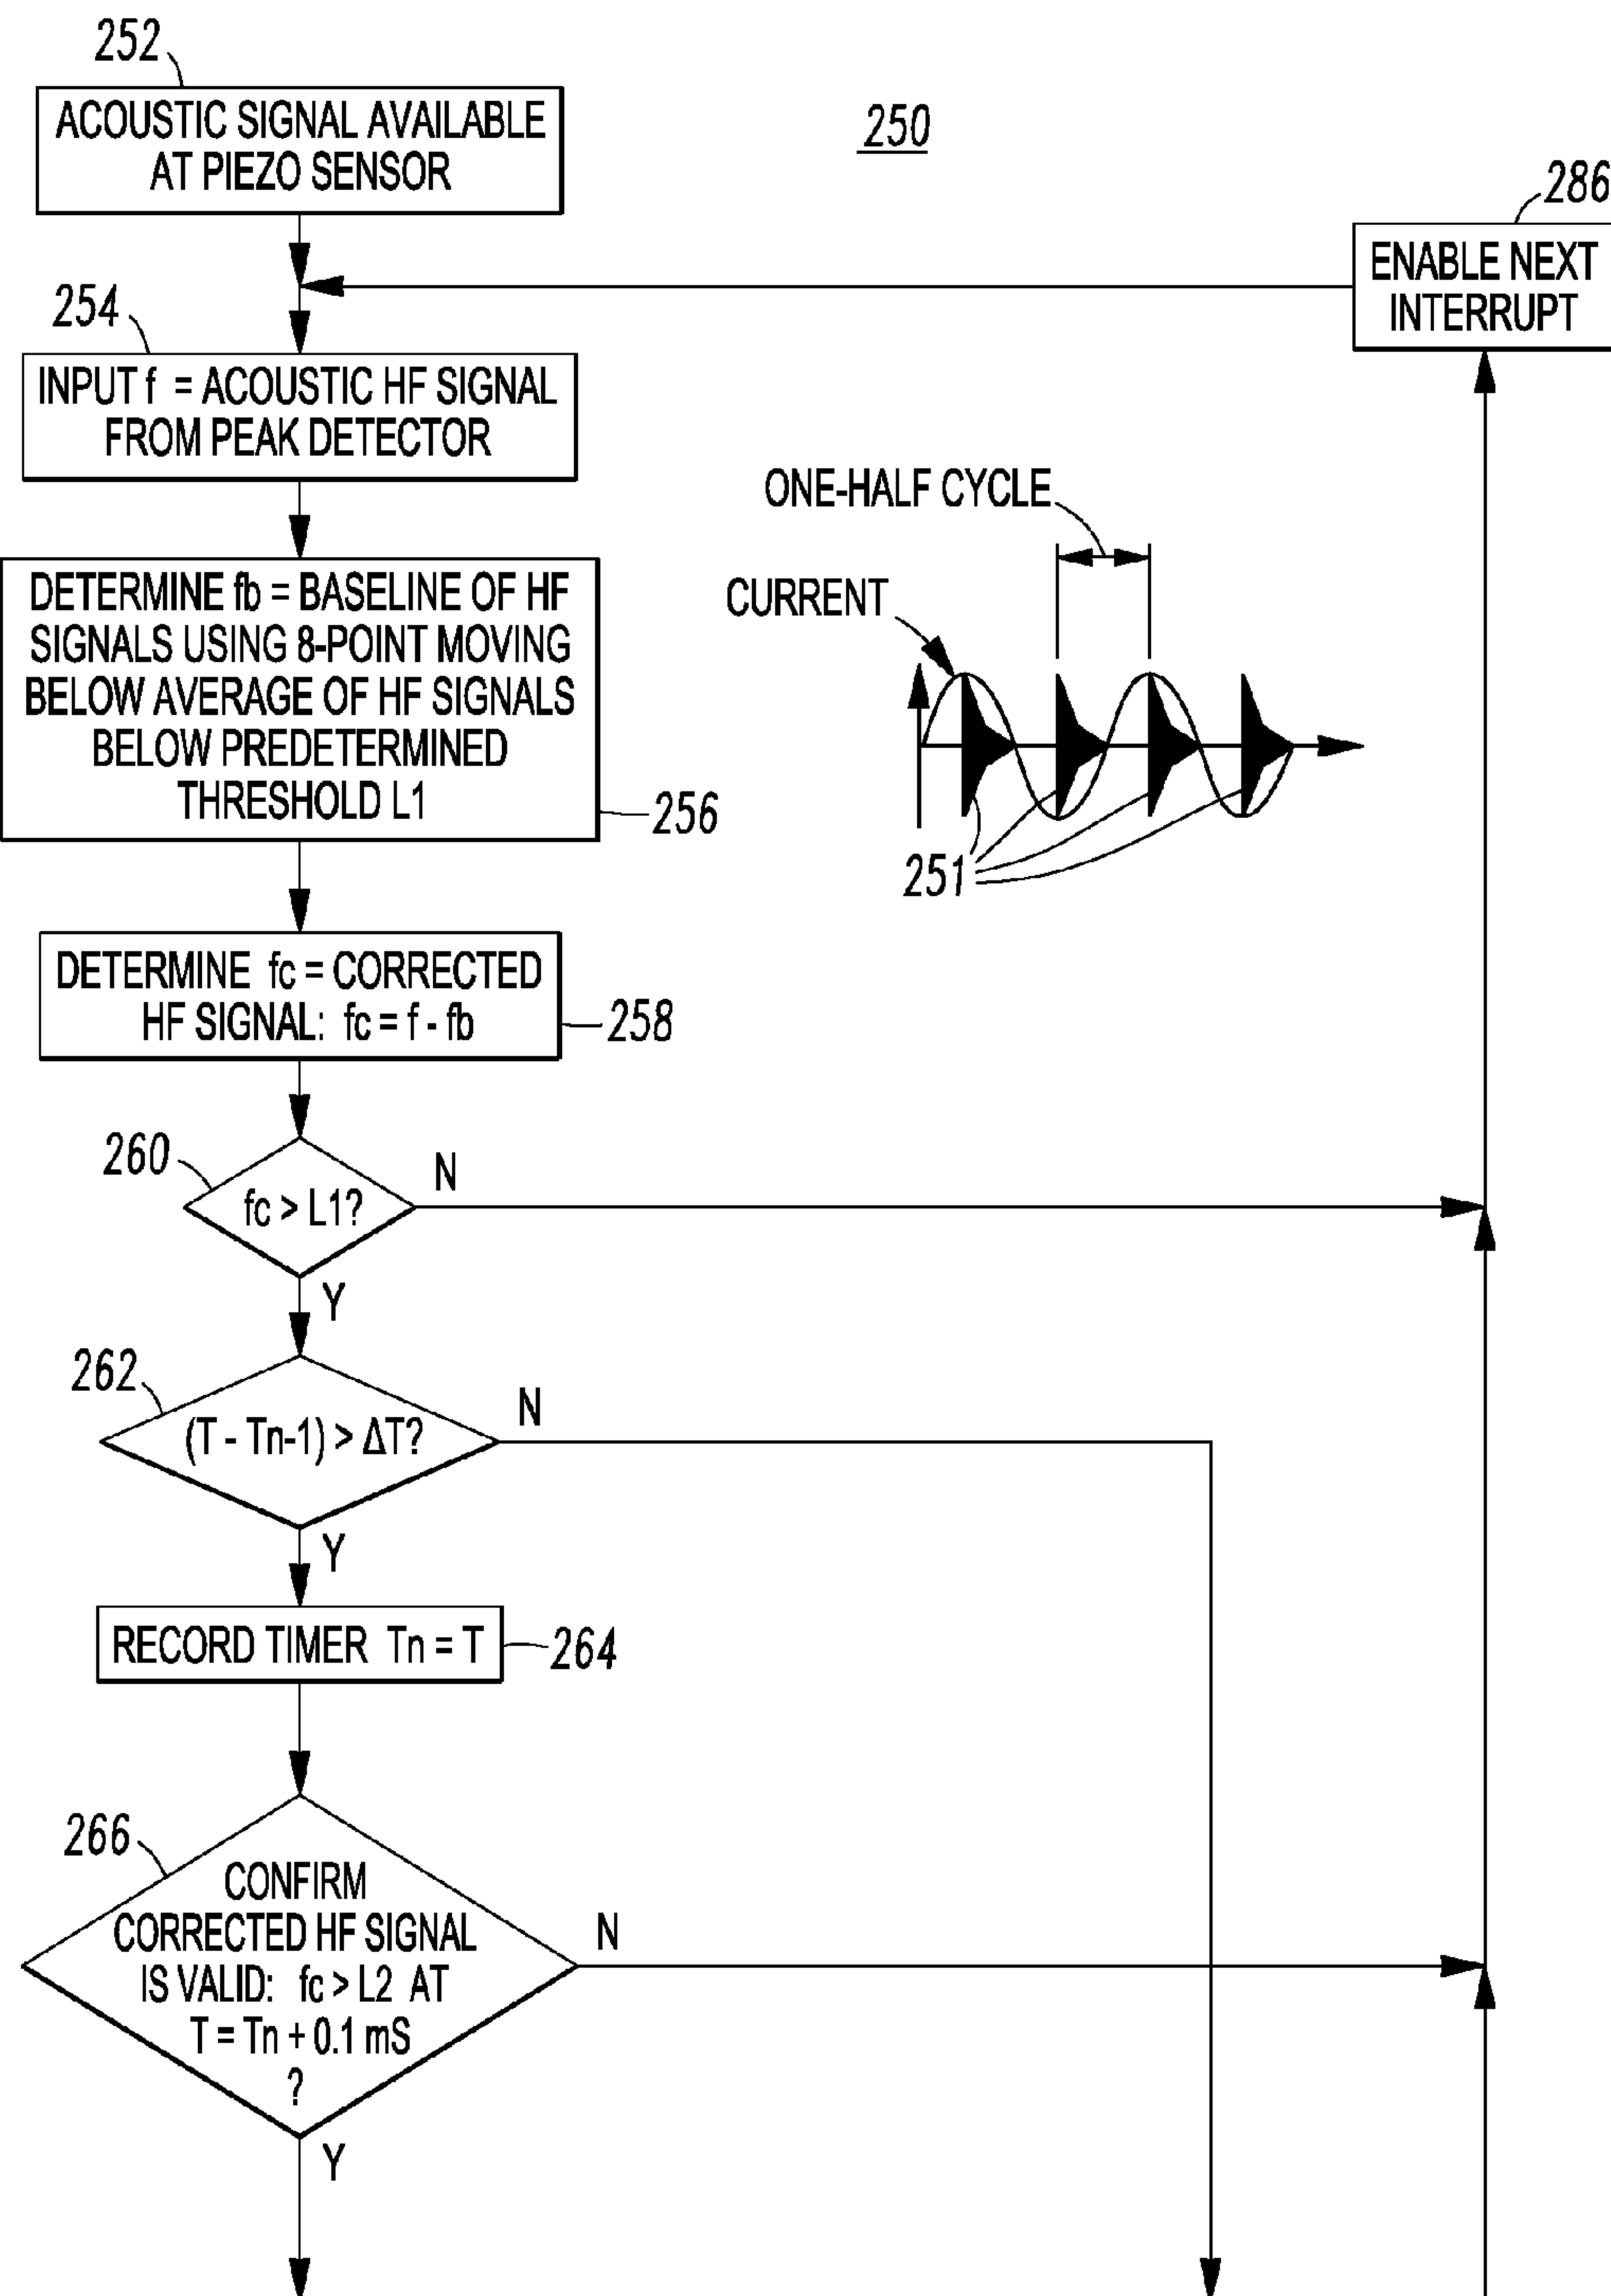 252
ACOUSTIC SIGNAL AVAILABLE
AT PIEZO SENSOR
250
286
ENABLE NEXT
INTERRUPT
254
INPUT f = ACOUSTIC HF SIGNAL
FROM PEAK DETECTOR
ONE-HALF CYCLE
CURRENT
251
DETERMINE fb = BASELINE OF HF
SIGNALS USING 8-POINT MOVING
BELOW AVERAGE OF HF SIGNALS
BELOW PREDETERMINED
THRESHOLD L1
256
DETERMINE fc = CORRECTED
HF SIGNAL: fc = f - fb
258
260
fc > L1?
N
Y
262
(T - Tn-1) > ΔT?
N
Y
RECORD TIMER Tn = T
264
266
CONFIRM
CORRECTED HF SIGNAL
IS VALID: fc > L2 AT
T = Tn + 0.1 mS
?
N
Y